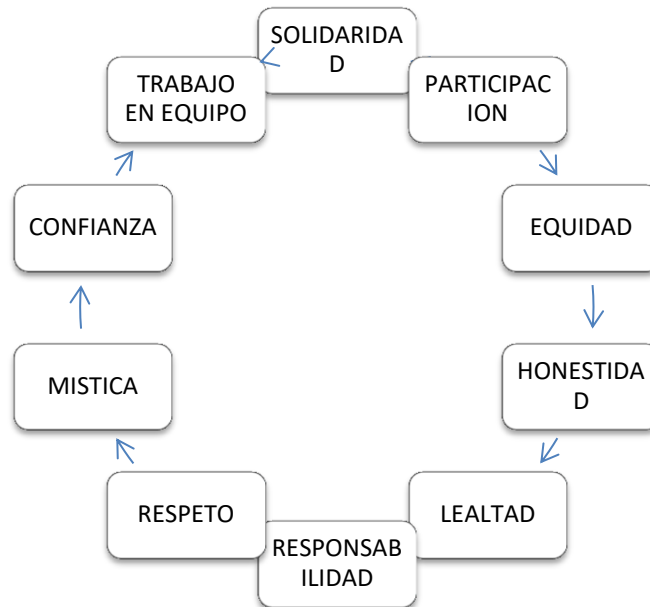 SOLIDARIDA
D
PARTICIPAC
ION
EQUIDAD
HONESTIDA
D
LEALTAD
RESPONSAB
ILIDAD
RESPETO
MISTICA
CONFIANZA
TRABAJO
EN EQUIPO